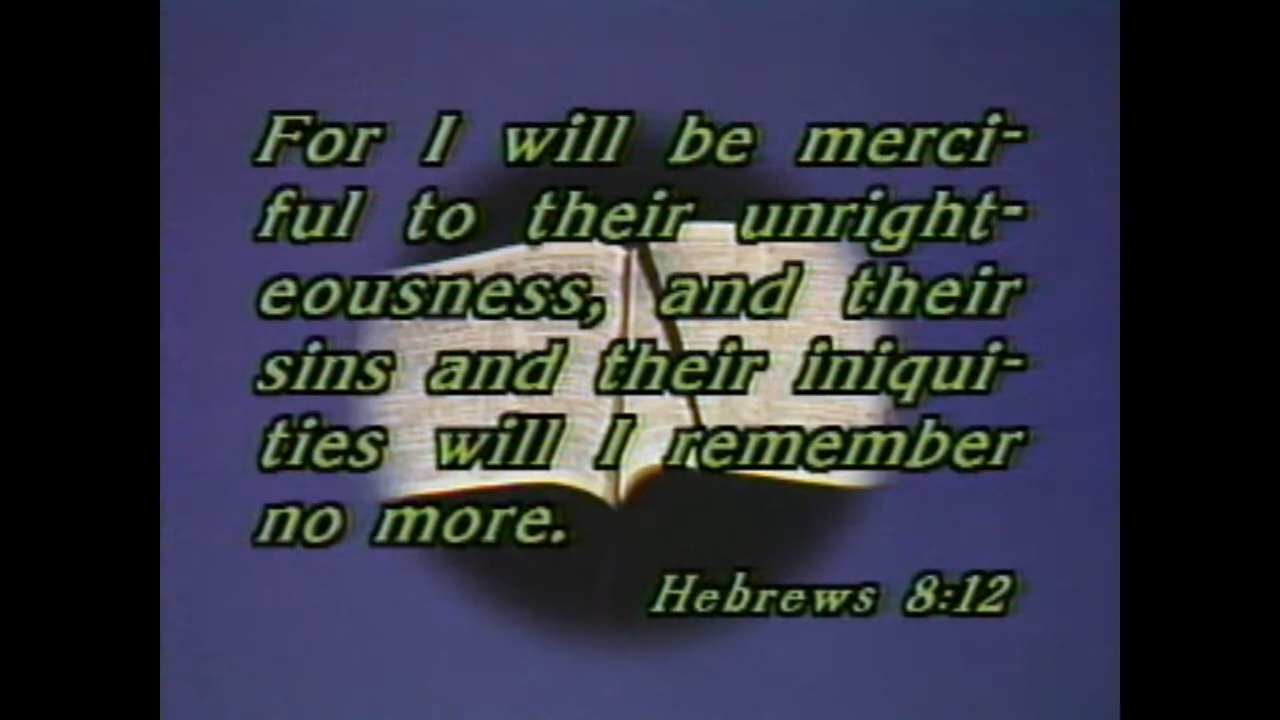 For I will be merci-
ful to their unright-
eousness, and their
sins and their iniqui-
ties will I remember
no more.
Hebrews 8:12